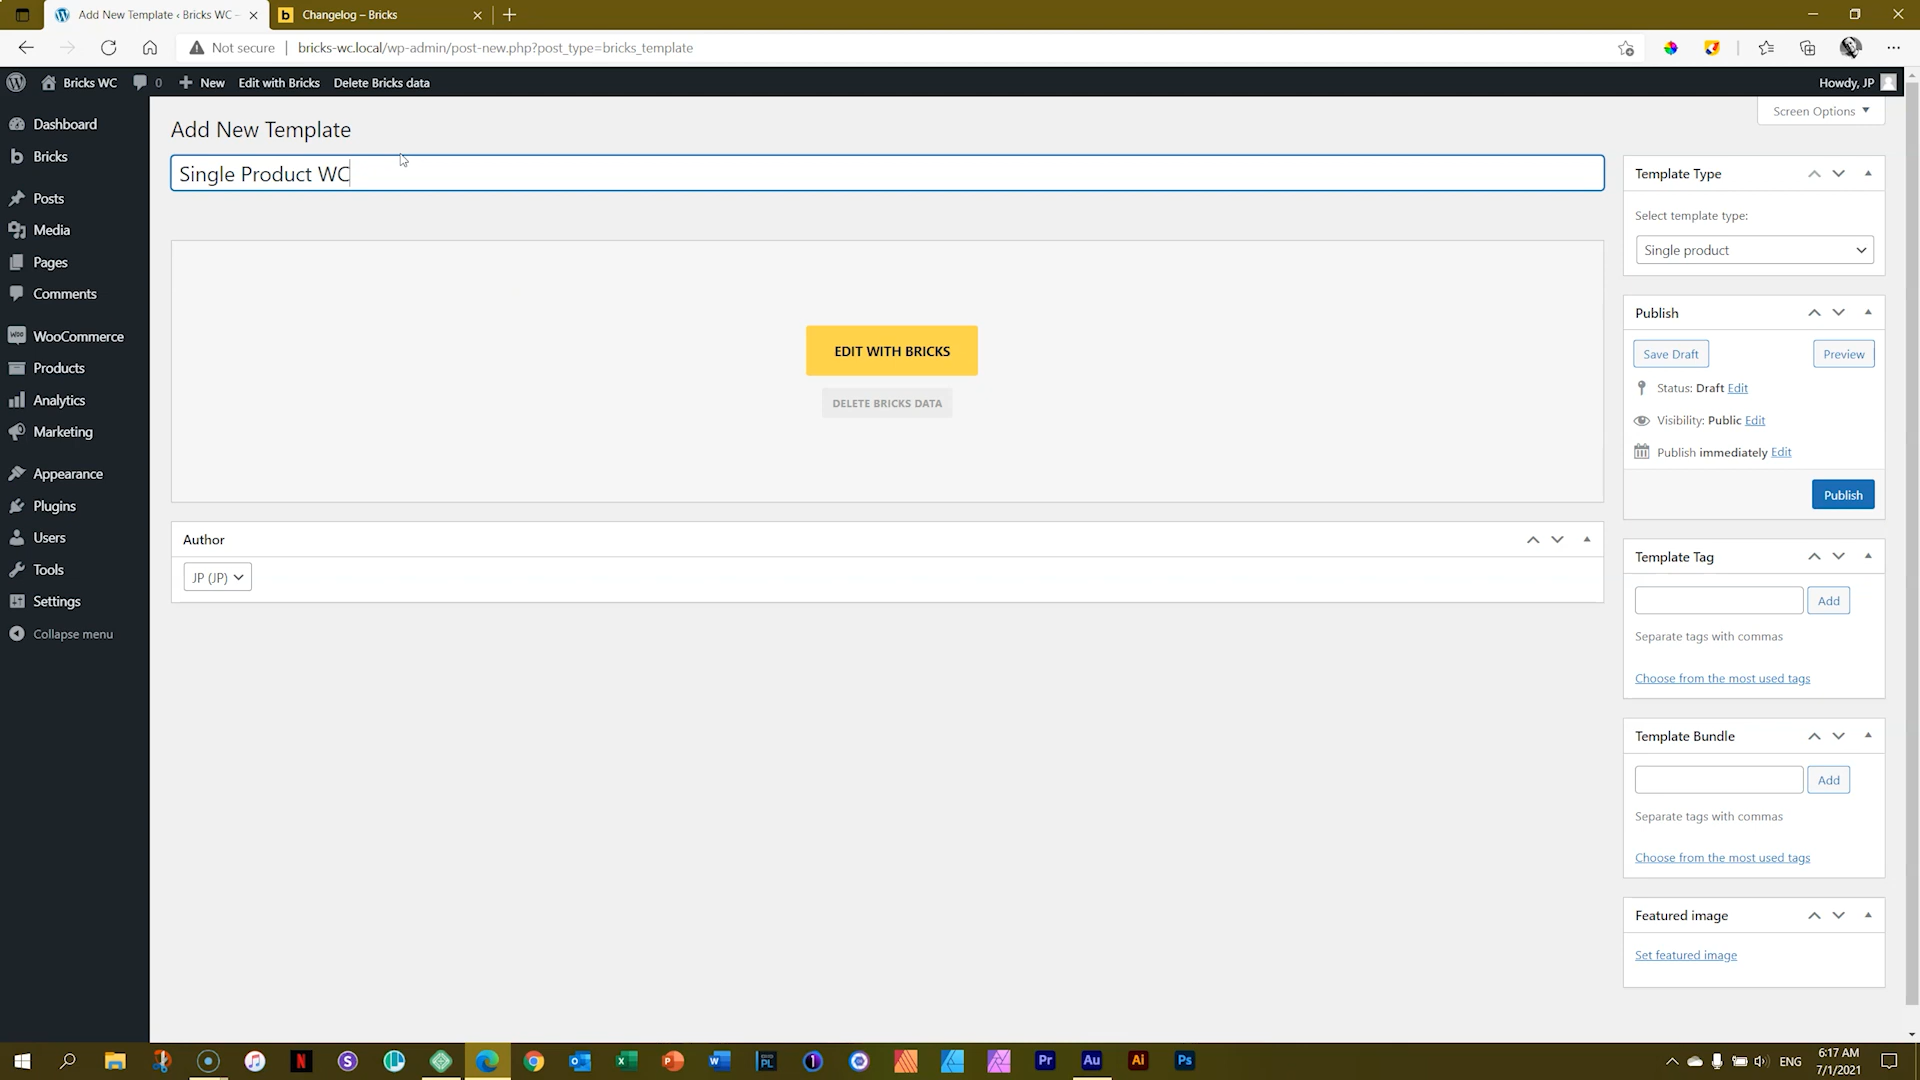 Add New Template ‹ Bricks WC –
Changelog – Bricks
Not secure
bricks-wc.local/wp-admin/post-new.php?post_type=bricks_template
Bricks WC
0
New
Edit with Bricks
Delete Bricks data
Howdy, JP
Screen Options
Dashboard
Bricks
Posts
Media
Pages
Comments
WooCommerce
Products
Analytics
Marketing
Appearance
Plugins
Users
Tools
Settings
Collapse menu
Add New Template
Single Product WC
EDIT WITH BRICKS
DELETE BRICKS DATA
Author
JP (JP)
Template Type
Select template type:
Single product
Publish
Save Draft
Preview
Status: Draft Edit
Visibility: Public Edit
Publish immediately Edit
Publish
Template Tag
Add
Separate tags with commas
Choose from the most used tags
Template Bundle
Add
Separate tags with commas
Choose from the most used tags
Featured image
Set featured image
ENG
6:17 AM
7/1/2021